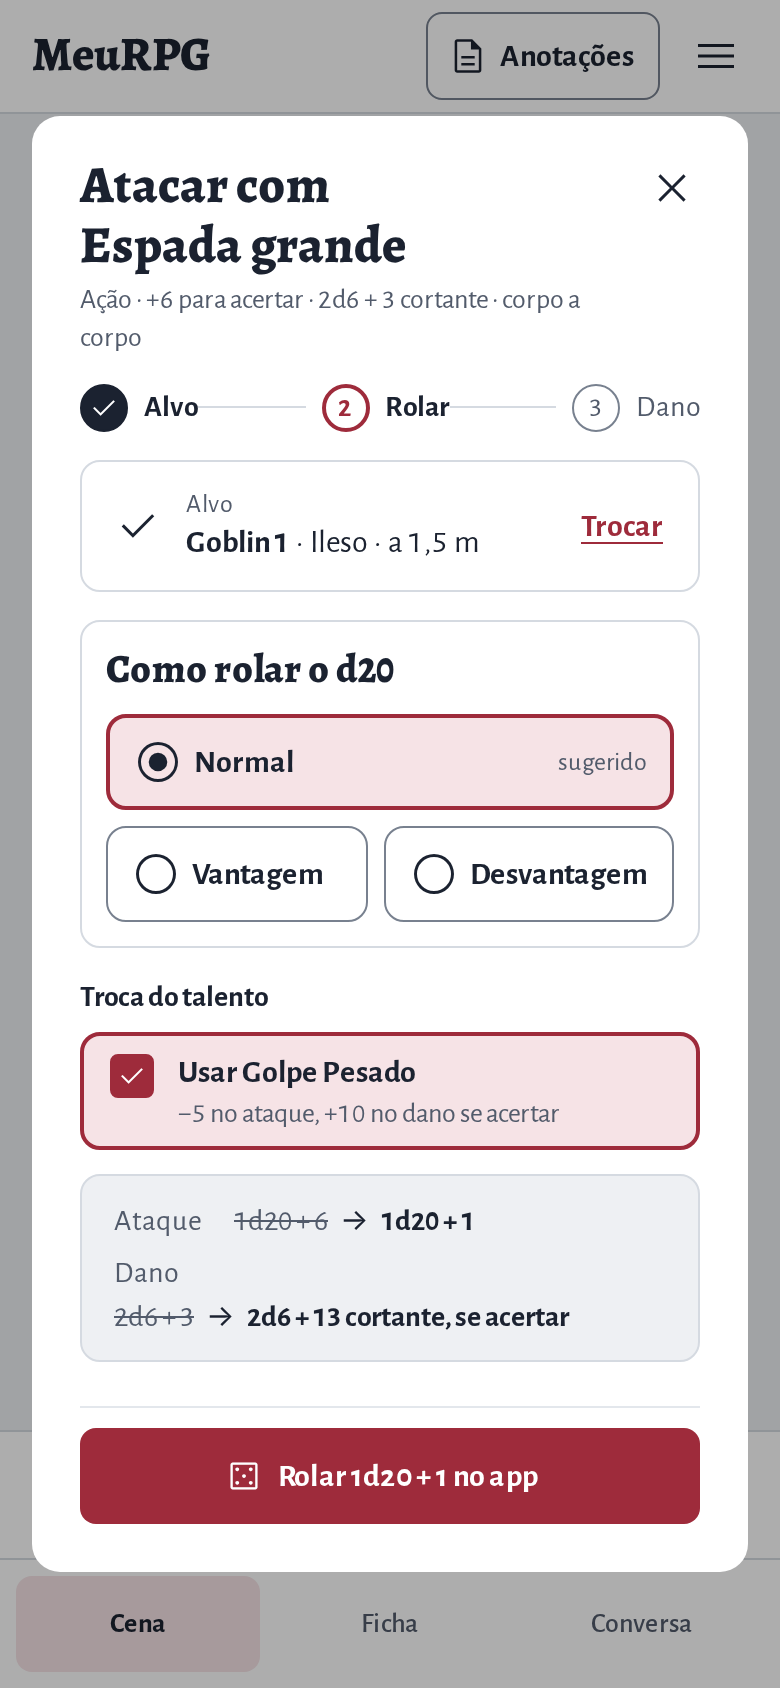 MeuRPG
Anotações
Atacar com
Espada grande
Ação · +6 para acertar · 2d6 + 3 cortante · corpo a
corpo
Alvo
2 Rolar
3 Dano
Alvo
Goblin 1 · Ileso · a 1,5 m
Trocar
Como rolar o d20
Normal
sugerido
Vantagem
Desvantagem
Troca do talento
Usar Golpe Pesado
−5 no ataque, +10 no dano se acertar
Ataque 1d20 + 6 → 1d20 + 1
Dano
2d6 + 3 → 2d6 + 13 cortante, se acertar
Rolar 1d20 + 1 no app
Cena
Ficha
Conversa